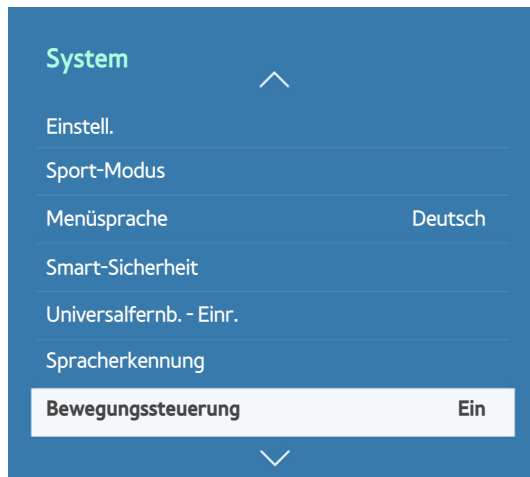 System
Einstell.
Sport-Modus
Menüsprache Deutsch
Smart-Sicherheit
Universalfernb. - Einr.
Spracherkennung
Bewegungssteuerung Ein